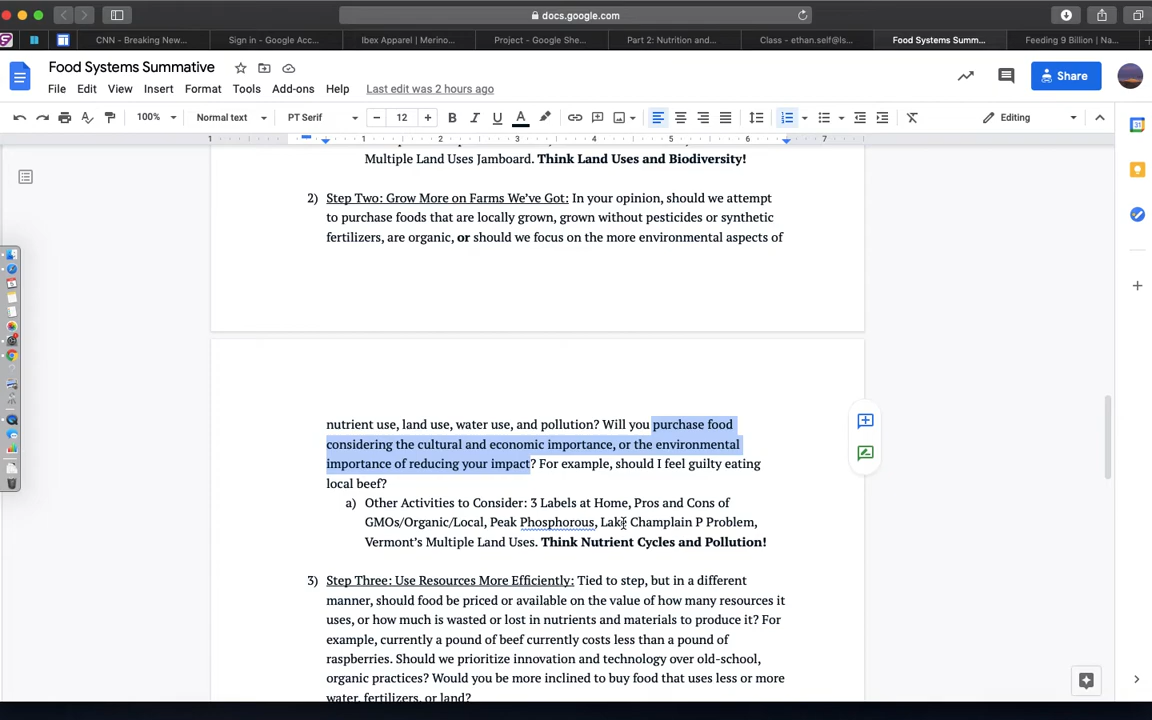 docs.google.com
CNN - Breaking New...
Sign in - Google Acc...
Ibex Apparel | Merino...
Project - Google She...
Part 2: Nutrition and...
Class - ethan.self@ls...
Food Systems Summ...
Feeding 9 Billion | Na...
Food Systems Summative
File Edit View Insert Format Tools Add-ons Help Last edit was 2 hours ago
Share
100% Normal text PT Serif 12 Editing
1 1 2 3 4 5 6 7
Multiple Land Uses Jamboard. Think Land Uses and Biodiversity!
2) Step Two: Grow More on Farms We've Got: In your opinion, should we attempt
to purchase foods that are locally grown, grown without pesticides or synthetic
fertilizers, are organic, or should we focus on the more environmental aspects of
nutrient use, land use, water use, and pollution? Will you purchase food
considering the cultural and economic importance, or the environmental
importance of reducing your impact? For example, should I feel guilty eating
local beef?
a) Other Activities to Consider: 3 Labels at Home, Pros and Cons of
GMOs/Organic/Local, Peak Phosphorous, Lake Champlain P Problem,
Vermont's Multiple Land Uses. Think Nutrient Cycles and Pollution!
3) Step Three: Use Resources More Efficiently: Tied to step, but in a different
manner, should food be priced or available on the value of how many resources it
uses, or how much is wasted or lost in nutrients and materials to produce it? For
example, currently a pound of beef currently costs less than a pound of
raspberries. Should we prioritize innovation and technology over old-school,
organic practices? Would you be more inclined to buy food that uses less or more
water, fertilizers, or land?